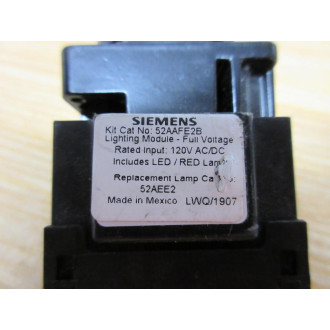 SIEMENS
Kit Cat No: 52AAFE2B
Lighting Module - Full Voltage
Rated Input: 120V AC/DC
Includes LED / RED Lamp
Replacement Lamp Cat No:
52AEE2
Made in Mexico LWQ/1907